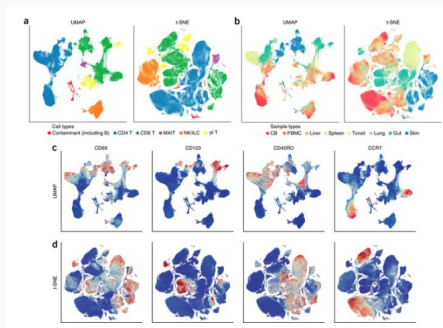 a
UMAP
t-SNE
Cell types
Contaminant (including B)
CD4 T
CD8 T
MAIT
NK/ILC
γδ T
b
UMAP
t-SNE
Sample types
CB
PBMC
Liver
Spleen
Tonsil
Lung
Gut
Skin
c
CD69
CD103
CD45RO
CCR7
UMAP
d
t-SNE